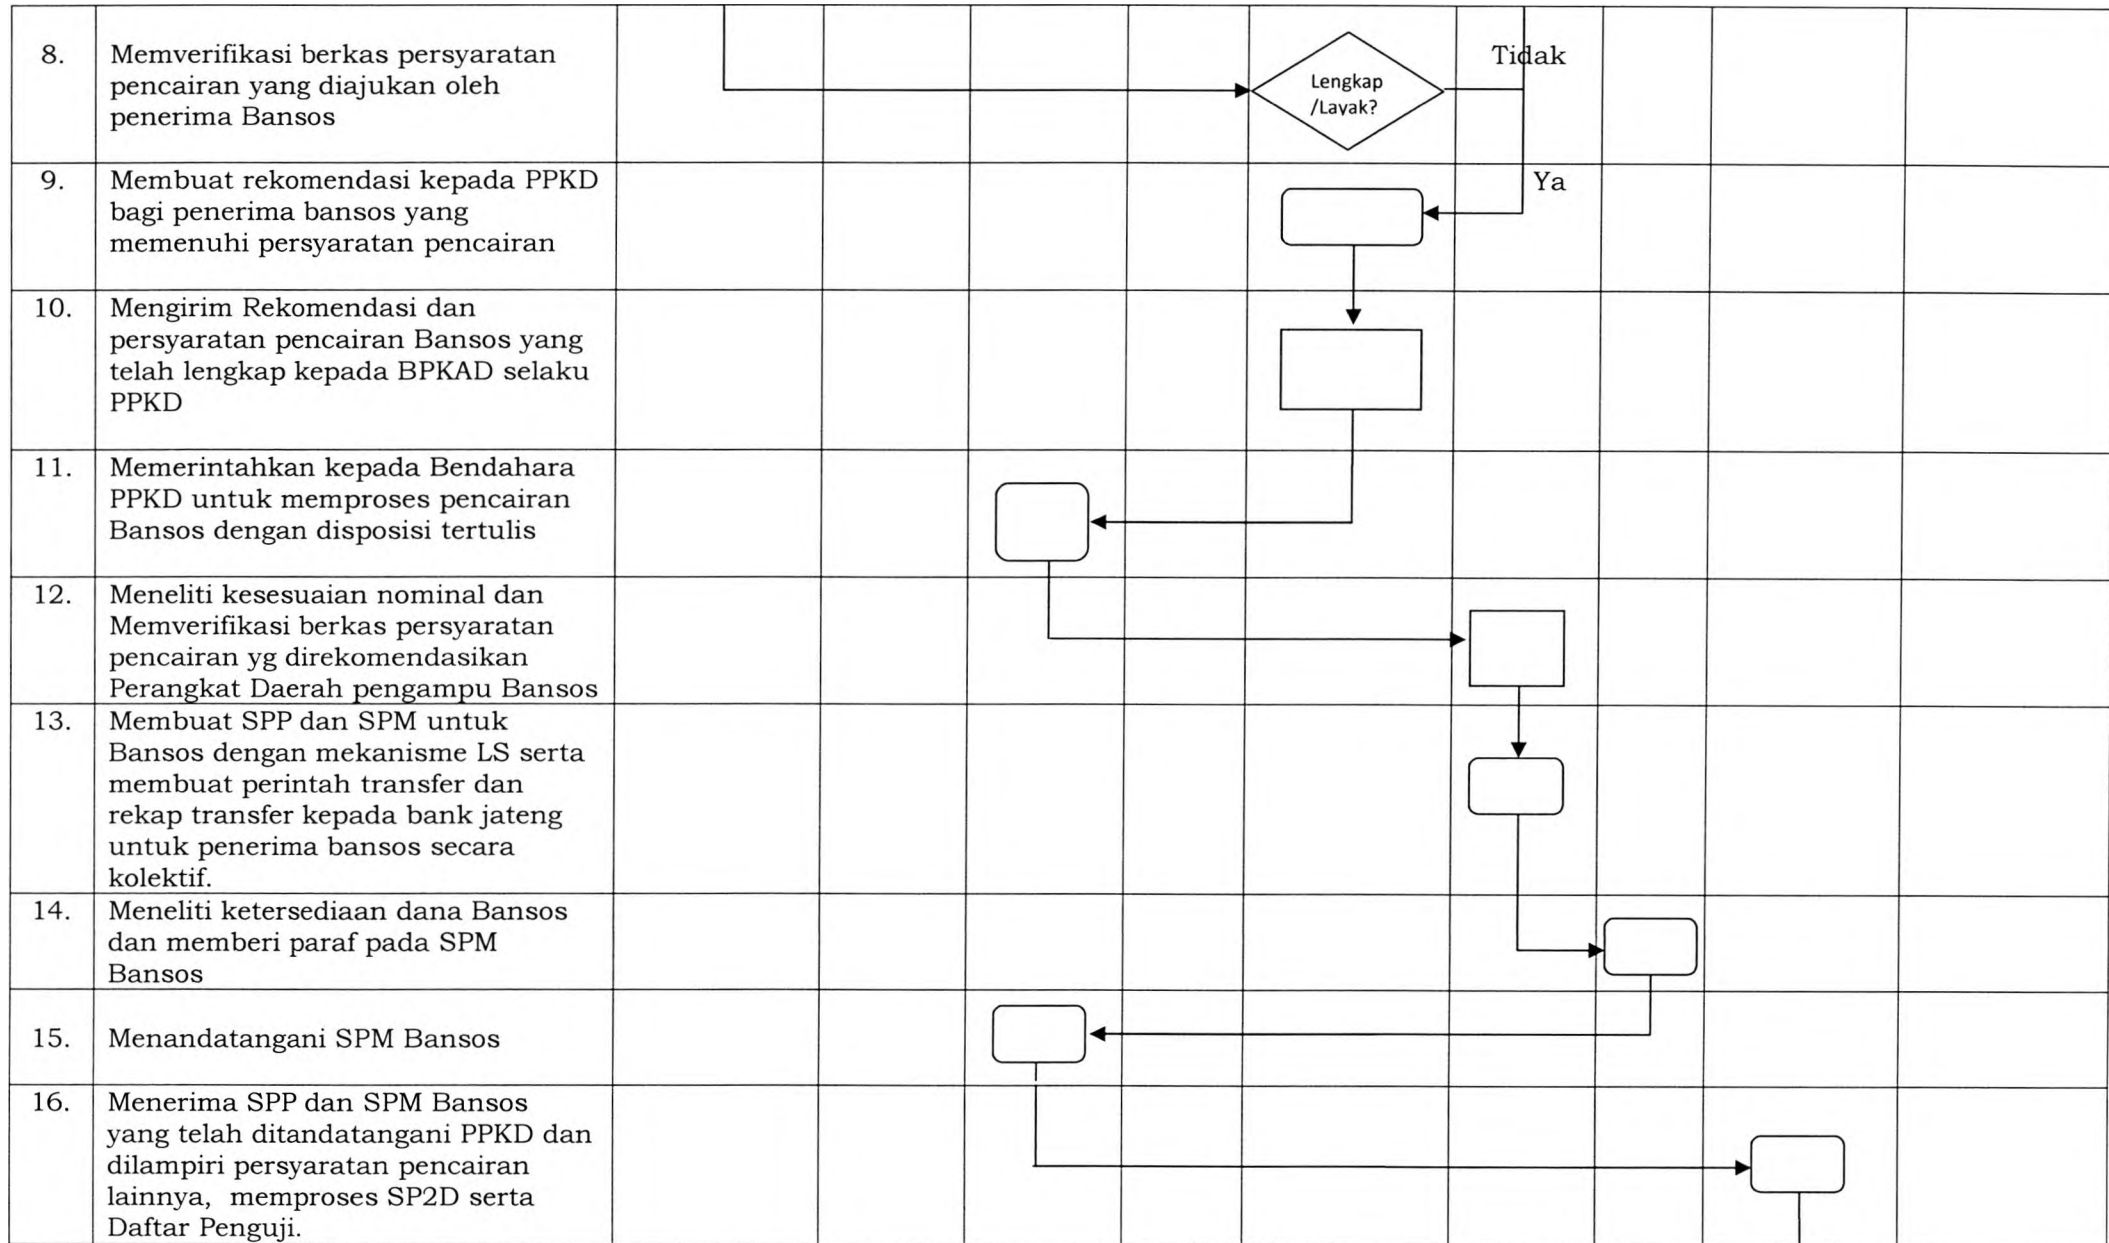 8.
Memverifikasi berkas persyaratan
pencairan yang diajukan oleh
penerima Bansos
Lengkap
/Layak?
Tidak
9.
Membuat rekomendasi kepada PPKD
bagi penerima bansos yang
memenuhi persyaratan pencairan
Ya
10.
Mengirim Rekomendasi dan
persyaratan pencairan Bansos yang
telah lengkap kepada BPKAD selaku
PPKD
11.
Memerintahkan kepada Bendahara
PPKD untuk memproses pencairan
Bansos dengan disposisi tertulis
12.
Meneliti kesesuaian nominal dan
Memverifikasi berkas persyaratan
pencairan yg direkomendasikan
Perangkat Daerah pengampu Bansos
13.
Membuat SPP dan SPM untuk
Bansos dengan mekanisme LS serta
membuat perintah transfer dan
rekap transfer kepada bank jateng
untuk penerima bansos secara
kolektif.
14.
Meneliti ketersediaan dana Bansos
dan memberi paraf pada SPM
Bansos
15.
Menandatangani SPM Bansos
16.
Menerima SPP dan SPM Bansos
yang telah ditandatangani PPKD dan
dilampiri persyaratan pencairan
lainnya, memproses SP2D serta
Daftar Penguji.